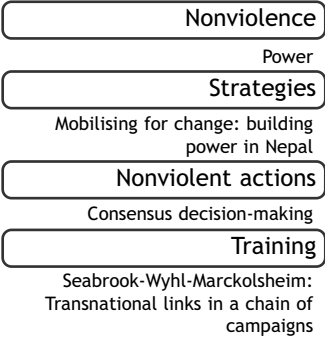 Nonviolence
Power
Strategies
Mobilising for change: building
power in Nepal
Nonviolent actions
Consensus decision-making
Training
Seabrook-Wyhl-Marckolsheim:
Transnational links in a chain of
campaigns